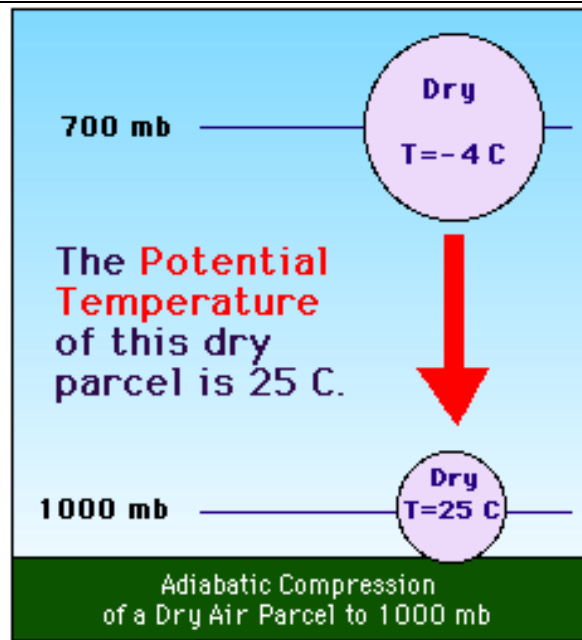 Dry
700 mb
T=-4 C
The Potential
Temperature
of this dry
parcel is 25 C.
Dry
1000 mb
T=25 C
Adiabatic Compression
of a Dry Air Parcel to 1000 mb